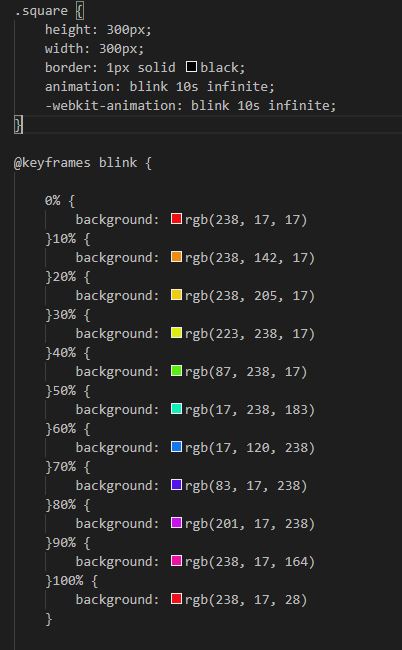 .square {
    height: 300px;
    width: 300px;
    border: 1px solid black;
    animation: blink 10s infinite;
    -webkit-animation: blink 10s infinite;
}
@keyframes blink {
    0% {
        background: rgb(238, 17, 17)
    }10% {
        background: rgb(238, 142, 17)
    }20% {
        background: rgb(238, 205, 17)
    }30% {
        background: rgb(223, 238, 17)
    }40% {
        background: rgb(87, 238, 17)
    }50% {
        background: rgb(17, 238, 183)
    }60% {
        background: rgb(17, 120, 238)
    }70% {
        background: rgb(83, 17, 238)
    }80% {
        background: rgb(201, 17, 238)
    }90% {
        background: rgb(238, 17, 164)
    }100% {
        background: rgb(238, 17, 28)
    }